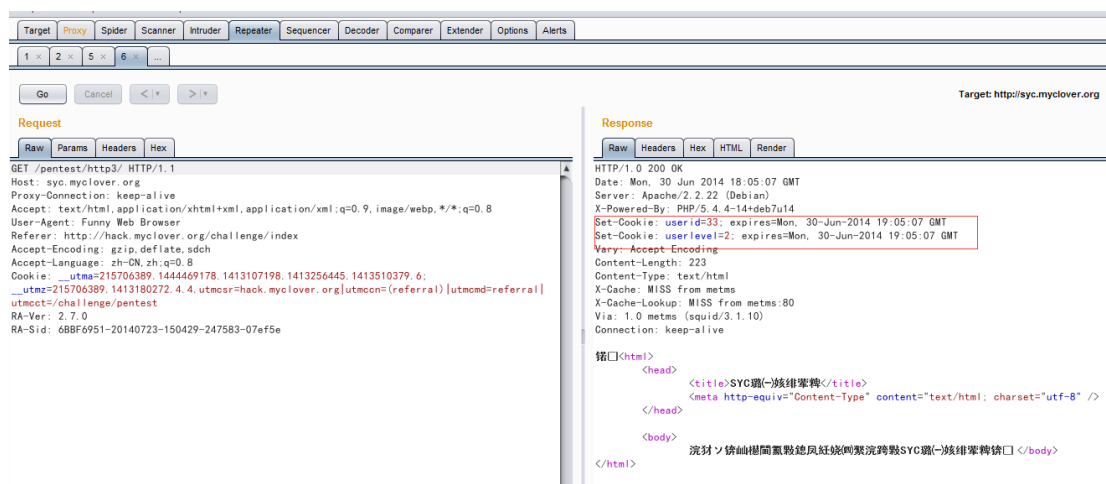 Target Proxy Spider Scanner Intruder Repeater Sequencer Decoder Comparer Extender Options Alerts
1 × 2 × 5 × 6 × ...
Go Cancel < > Target: http://syc.myclover.org
Request
Raw Params Headers Hex
GET /pentest/http3/ HTTP/1.1
Host: syc.myclover.org
Proxy-Connection: keep-alive
Accept: text/html,application/xhtml+xml,application/xml;q=0.9,image/webp,*/*;q=0.8
User-Agent: Funny Web Browser
Referer: http://hack.myclover.org/challenge/index
Accept-Encoding: gzip,deflate,sdch
Accept-Language: zh-CN,zh;q=0.8
Cookie: __utma=215706389.1444469178.1413107198.1413256445.1413510379.6;
__utmz=215706389.1413180272.4.4.utmcsr=hack.myclover.org|utmccn=(referral)|utmcmd=referral|
utmcct=/challenge/pentest
RA-Ver: 2.7.0
RA-Sid: 6BBF6951-20140723-150429-247583-07ef5e
Response
Raw Headers Hex HTML Render
HTTP/1.0 200 OK
Date: Mon, 30 Jun 2014 18:05:07 GMT
Server: Apache/2.2.22 (Debian)
X-Powered-By: PHP/5.4.4-14+deb7u14
Set-Cookie: userid=33; expires=Mon, 30-Jun-2014 19:05:07 GMT
Set-Cookie: userlevel=2; expires=Mon, 30-Jun-2014 19:05:07 GMT
Vary: Accept-Encoding
Content-Length: 223
Content-Type: text/html
X-Cache: MISS from metms
X-Cache-Lookup: MISS from metms:80
Via: 1.0 metms (squid/3.1.10)
Connection: keep-alive
<html>
<head>
<title>SYC </title>
<meta http-equiv="Content-Type" content="text/html; charset="utf-8" />
</head>
<body>
SYC </body>
</html>